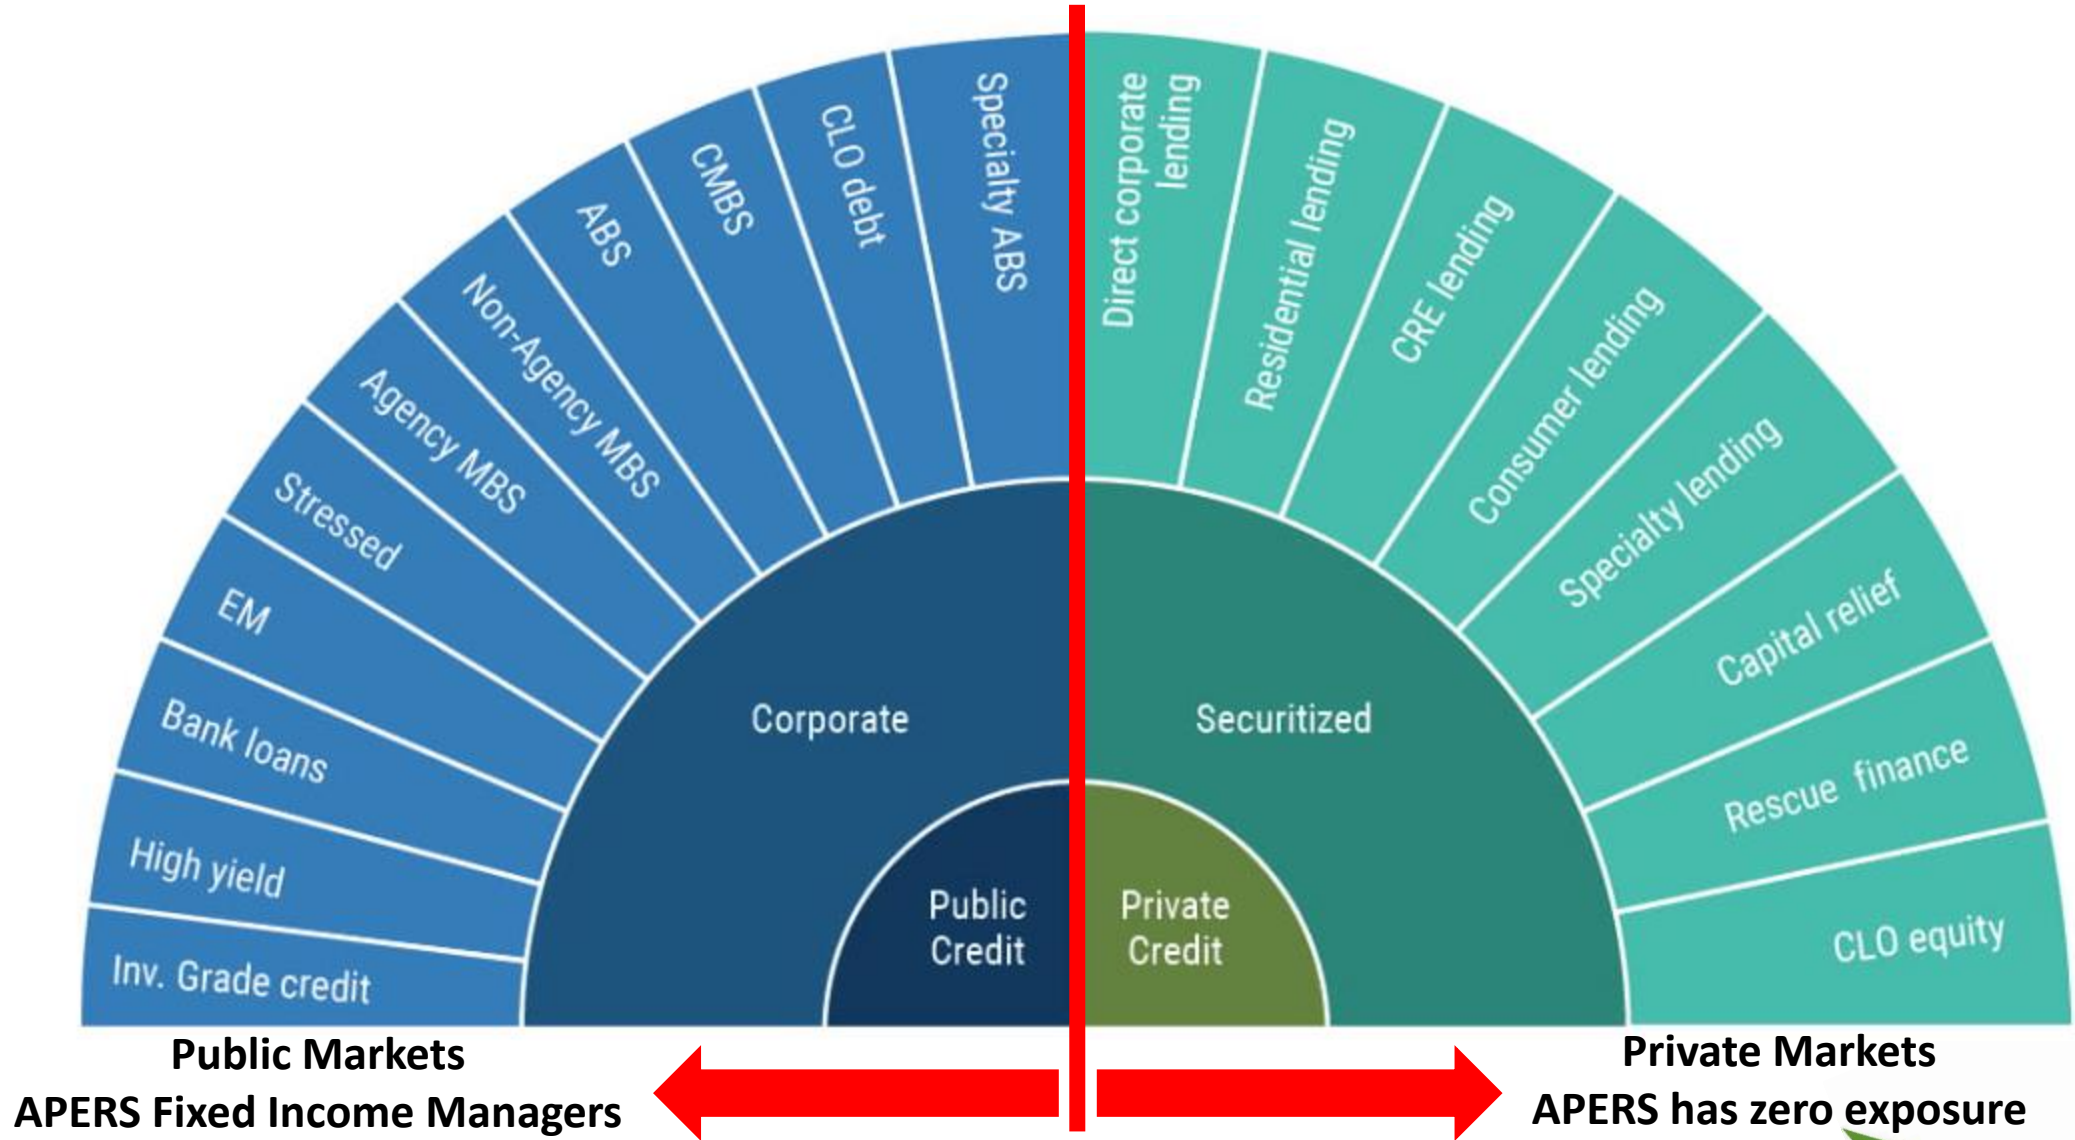 Inv. Grade credit
High yield
Bank loans
EM
Stressed
Agency MBS
Non-Agency MBS
ABS
CMBS
CLO debt
Specialty ABS
Direct corporate
lending
Residential lending
CRE lending
Consumer lending
Specialty lending
Capital relief
Rescue finance
CLO equity
Corporate
Securitized
Public
Credit
Private
Credit
Public Markets
APERS Fixed Income Managers
Private Markets
APERS has zero exposure